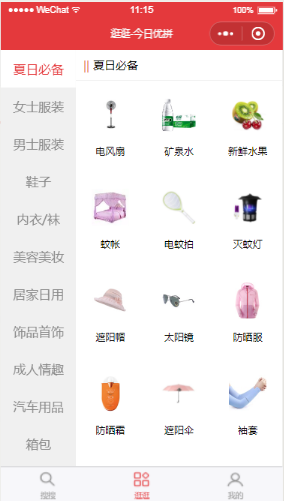 WeChat
11:15
100%
逛逛-今日优拼
夏日必备
女士服装
男士服装
鞋子
内衣/袜
美容美妆
居家日用
饰品首饰
成人情趣
汽车用品
箱包
夏日必备
电风扇
矿泉水
新鲜水果
蚊帐
电蚊拍
灭蚊灯
遮阳帽
太阳镜
防晒服
防晒霜
遮阳伞
袖套
搜搜
逛逛
我的